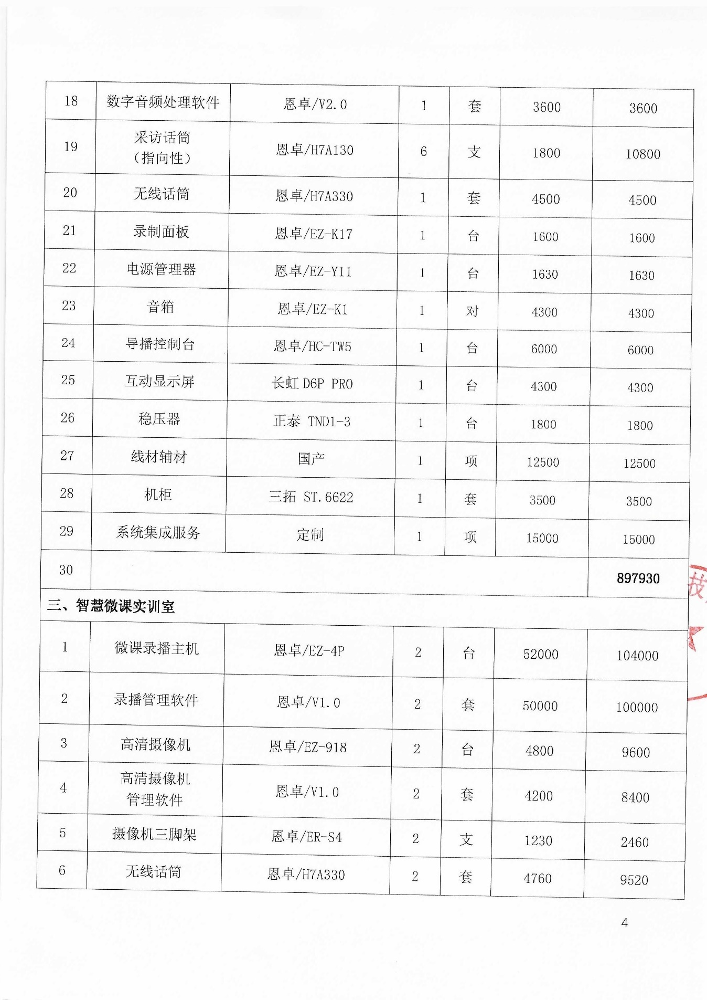 18 数字音频处理软件 恩卓/V2.0 1 套 3600 3600
19 采访话筒 恩卓/H7A130 6 支 1800 10800
（指向性）
20 无线话筒 恩卓/H7A330 1 套 4500 4500
21 录制面板 恩卓/EZ-K17 1 台 1600 1600
22 电源管理器 恩卓/EZ-Y11 1 台 1630 1630
23 音箱 恩卓/EZ-K1 1 对 4300 4300
24 导播控制台 恩卓/HC-TW5 1 台 6000 6000
25 互动显示屏 长虹 D6P PRO 1 台 4300 4300
26 稳压器 正泰 TND1-3 1 台 1800 1800
27 线材辅材 国产 1 项 12500 12500
28 机柜 三拓 ST.6622 1 套 3500 3500
29 系统集成服务 定制 1 项 15000 15000
30 897930
技
三、智慧微课实训室
1 微课录播主机 恩卓/EZ-4P 2 台 52000 104000
2 录播管理软件 恩卓/V1.0 2 套 50000 100000
3 高清摄像机 恩卓/EZ-918 2 台 4800 9600
4 高清摄像机 恩卓/V1.0 2 套 4200 8400
管理软件
5 摄像机三脚架 恩卓/ER-S4 2 支 1230 2460
6 无线话筒 恩卓/H7A330 2 套 4760 9520
4